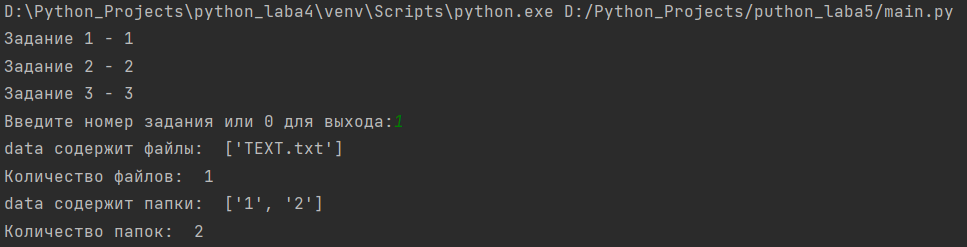 D:\Python_Projects\python_laba4\venv\Scripts\python.exe D:/Python_Projects/puthon_laba5/main.py
Задание 1 - 1
Задание 2 - 2
Задание 3 - 3
Введите номер задания или 0 для выхода:1
data содержит файлы:  ['TEXT.txt']
Количество файлов:  1
data содержит папки:  ['1', '2']
Количество папок:  2